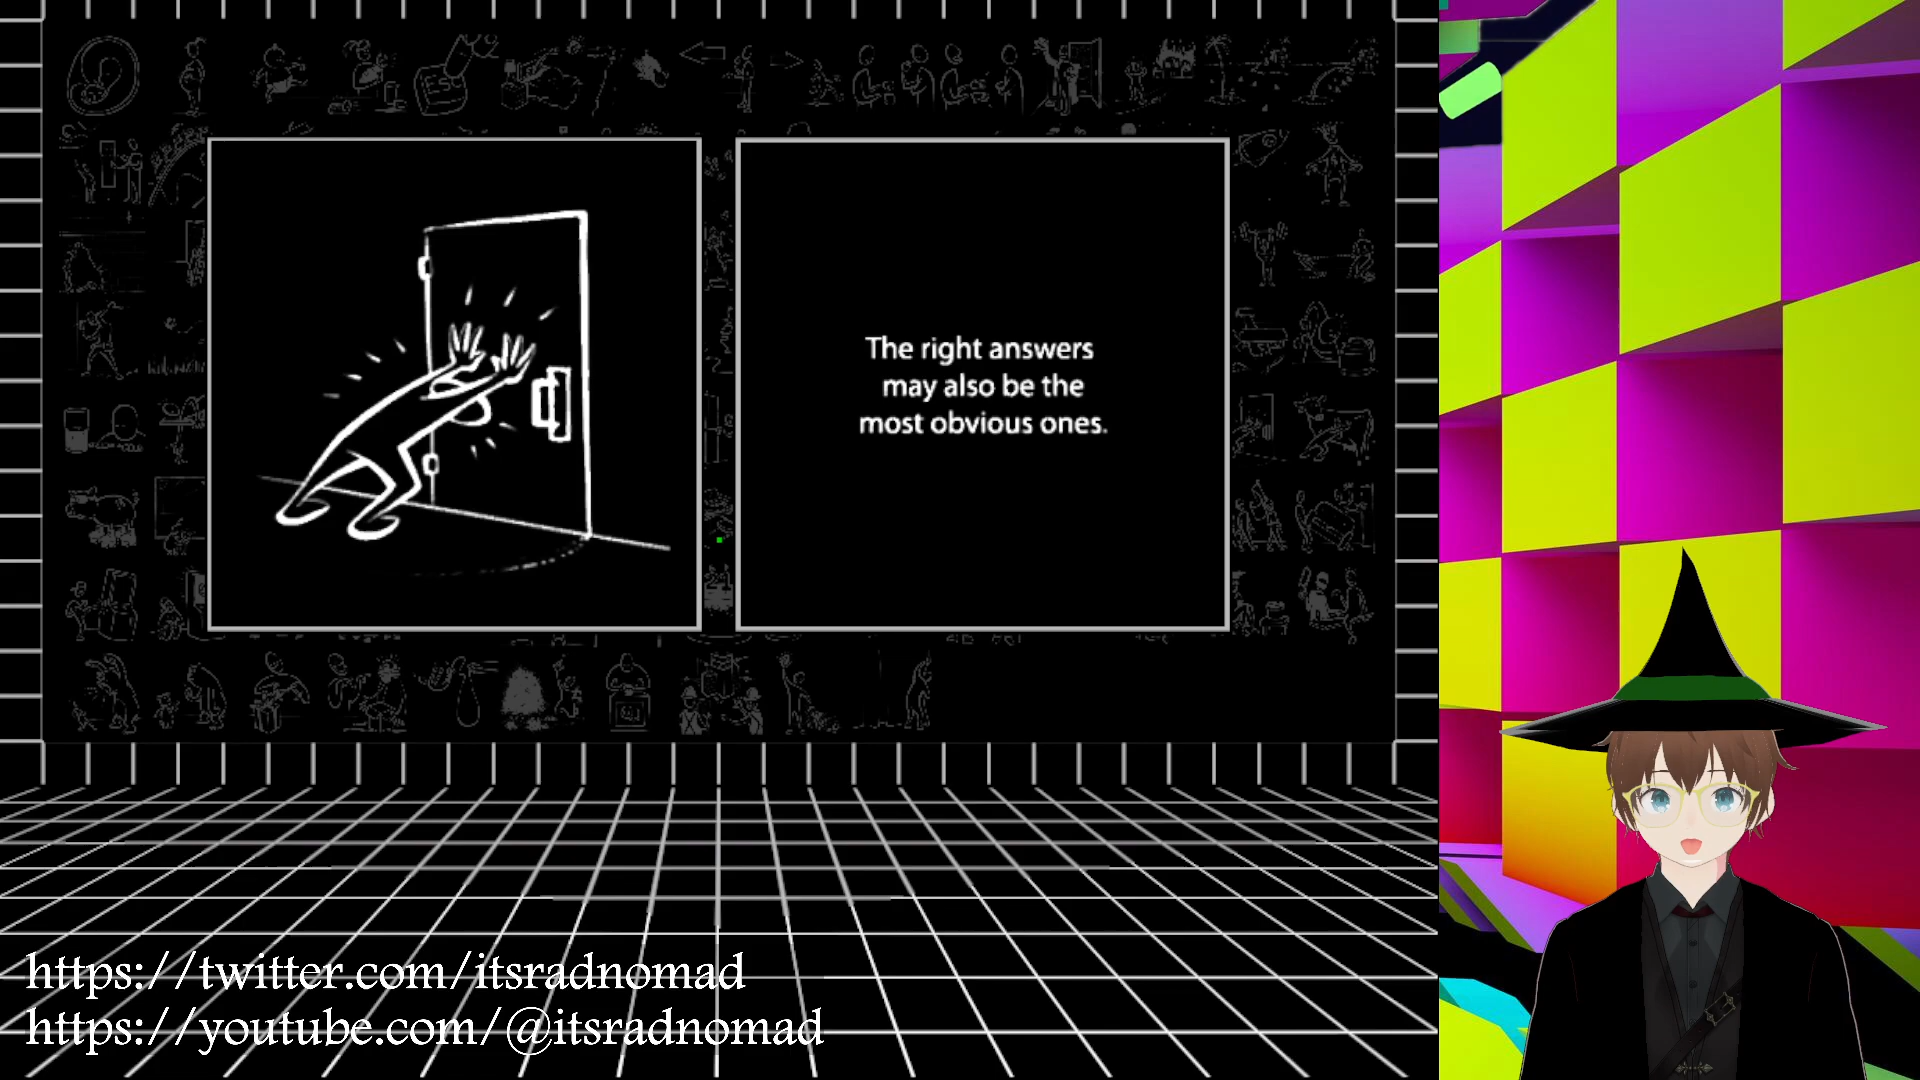 The right answers
may also be the
most obvious ones.
https://twitter.com/itsradnomad
https://youtube.com/@itsradnomad